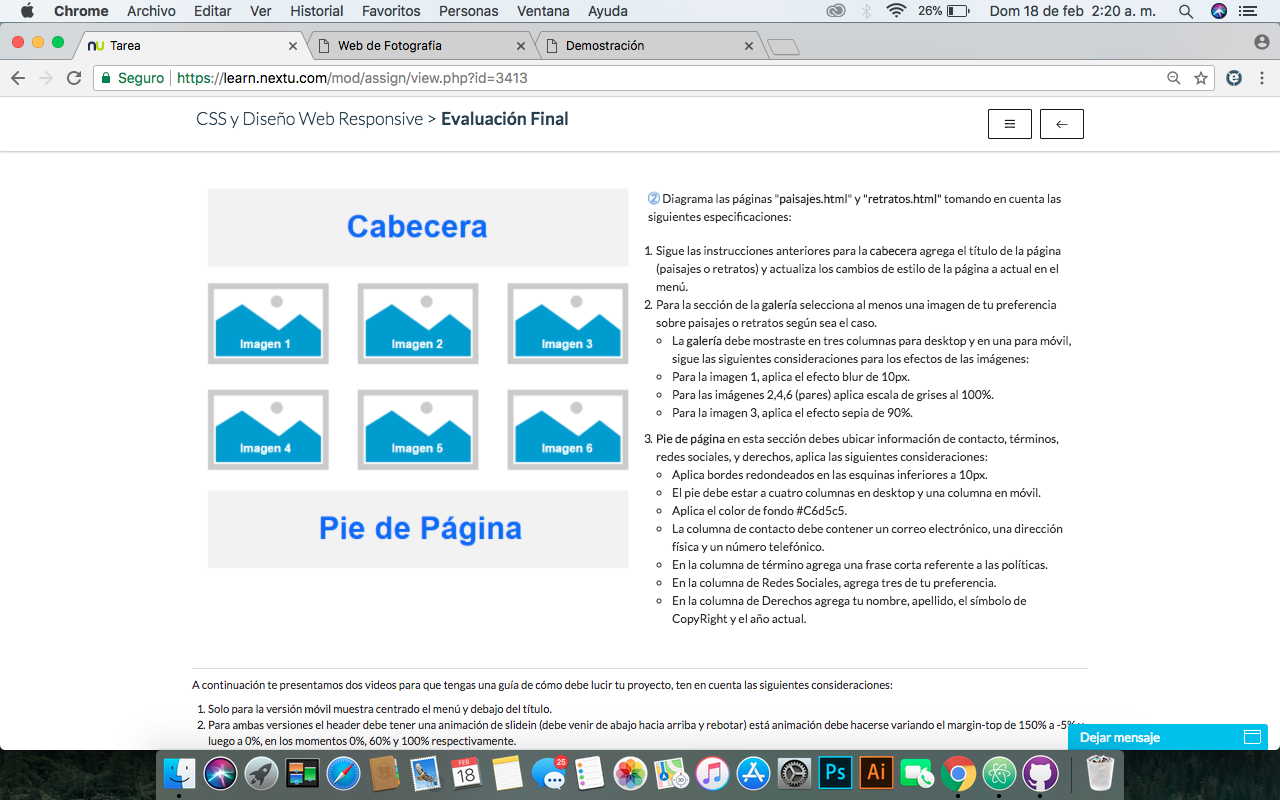 Chrome Archivo Editar Ver Historial Favoritos Personas Ventana Ayuda 26% Dom 18 de feb 2:20 a. m.
Tarea Web de Fotografia Demostración
Seguro https://learn.nextu.com/mod/assign/view.php?id=3413
CSS y Diseño Web Responsive > Evaluación Final
Cabecera
Imagen 1 Imagen 2 Imagen 3
Imagen 4 Imagen 5 Imagen 6
Pie de Página
② Diagrama las páginas "paisajes.html" y "retratos.html" tomando en cuenta las
siguientes especificaciones:
1. Sigue las instrucciones anteriores para la cabecera agrega el título de la página
(paisajes o retratos) y actualiza los cambios de estilo de la página a actual en el
menú.
2. Para la sección de la galería selecciona al menos una imagen de tu preferencia
sobre paisajes o retratos según sea el caso.
La galería debe mostraste en tres columnas para desktop y en una para móvil,
sigue las siguientes consideraciones para los efectos de las imágenes:
Para la imagen 1, aplica el efecto blur de 10px.
Para las imágenes 2,4,6 (pares) aplica escala de grises al 100%.
Para la imagen 3, aplica el efecto sepia de 90%.
3. Pie de página en esta sección debes ubicar información de contacto, términos,
redes sociales, y derechos, aplica las siguientes consideraciones:
Aplica bordes redondeados en las esquinas inferiores a 10px.
El pie debe estar a cuatro columnas en desktop y una columna en móvil.
Aplica el color de fondo #C6d5c5.
La columna de contacto debe contener un correo electrónico, una dirección
física y un número telefónico.
En la columna de término agrega una frase corta referente a las políticas.
En la columna de Redes Sociales, agrega tres de tu preferencia.
En la columna de Derechos agrega tu nombre, apellido, el símbolo de
CopyRight y el año actual.
A continuación te presentamos dos videos para que tengas una guía de cómo debe lucir tu proyecto, ten en cuenta las siguientes consideraciones:
1. Solo para la versión móvil muestra centrado el menú y debajo del título.
2. Para ambas versiones el header debe tener una animación de slidein (debe venir de abajo hacia arriba y rebotar) está animación debe hacerse variando el margin-top de 150% a -5% y
luego a 0%, en los momentos 0%, 60% y 100% respectivamente.
Dejar mensaje
FEB
18
25
Ps Ai